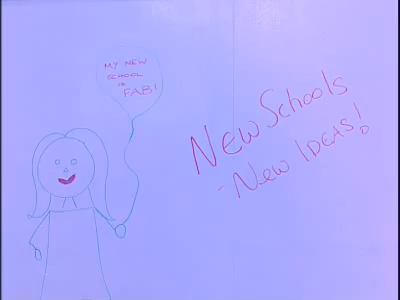 MY NEW
SCHOOL
IS
FAB!
NEW SCHOOLS
- NEW IDEAS!